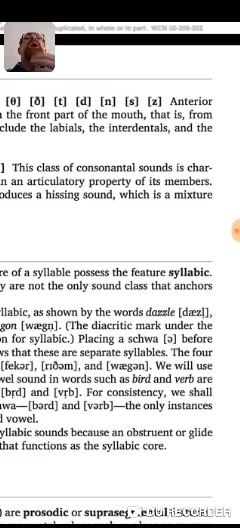 uplicated, in whole or in part. WCN 02-200-202
[θ] [ð] [t] [d] [n] [s] [z] Anterior
the front part of the mouth, that is, from
clude the labials, the interdentals, and the
] This class of consonantal sounds is char-
an articulatory property of its members.
oduces a hissing sound, which is a mixture
re of a syllable possess the feature syllabic.
y are not the only sound class that anchors
yllabic, as shown by the words dazzle [dæzl̩],
gon [wægn̩]. (The diacritic mark under the
on for syllabic.) Placing a schwa [ə] before
ws that these are separate syllables. The four
[fekər], [rɪðəm], and [wægən]. We will use
wel sound in words such as bird and verb are
[br̩d] and [vr̩b]. For consistency, we shall
wa—[bərd] and [vərb]—the only instances
d vowel.
yllabic sounds because an obstruent or glide
that functions as the syllabic core.
) are prosodic or suprasegmental
DU RECORDER